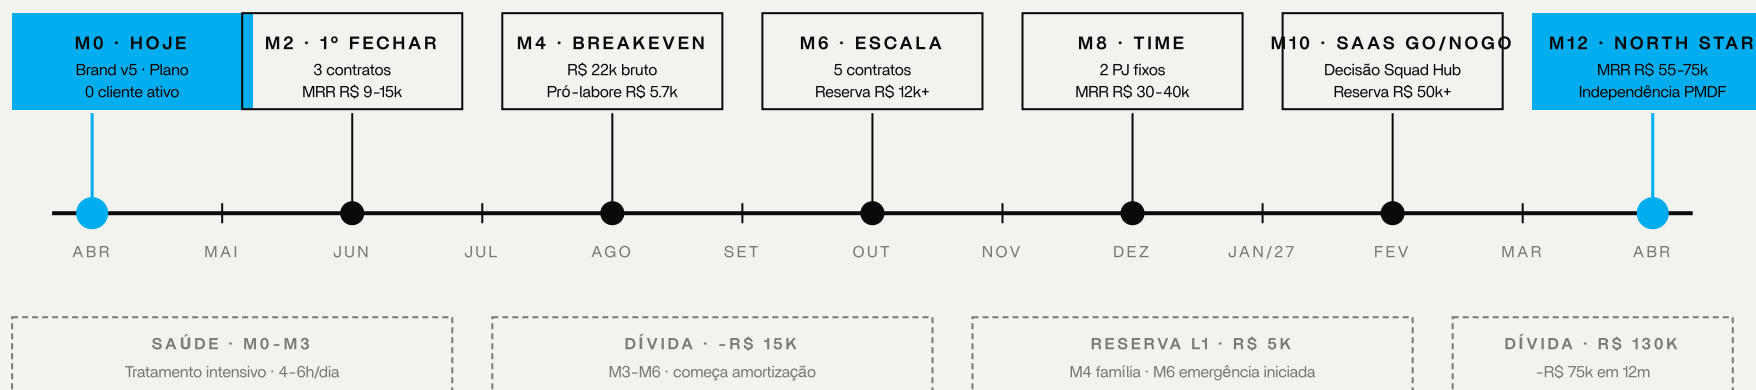 M0 · HOJE
Brand v5 · Plano
0 cliente ativo
M2 · 1º FECHAR
3 contratos
MRR R$ 9-15k
M4 · BREAKEVEN
R$ 22k bruto
Pró-labore R$ 5.7k
M6 · ESCALA
5 contratos
Reserva R$ 12k+
M8 · TIME
2 PJ fixos
MRR R$ 30-40k
M10 · SAAS GO/NOGO
Decisão Squad Hub
Reserva R$ 50k+
M12 · NORTH STAR
MRR R$ 55-75k
Independência PMDF
ABR
MAI
JUN
JUL
AGO
SET
OUT
NOV
DEZ
JAN/27
FEV
MAR
ABR
SAÚDE · M0-M3
Tratamento intensivo · 4-6h/dia
DÍVIDA · -R$ 15K
M3-M6 · começa amortização
RESERVA L1 · R$ 5K
M4 família · M6 emergência iniciada
DÍVIDA · R$ 130K
-R$ 75k em 12m